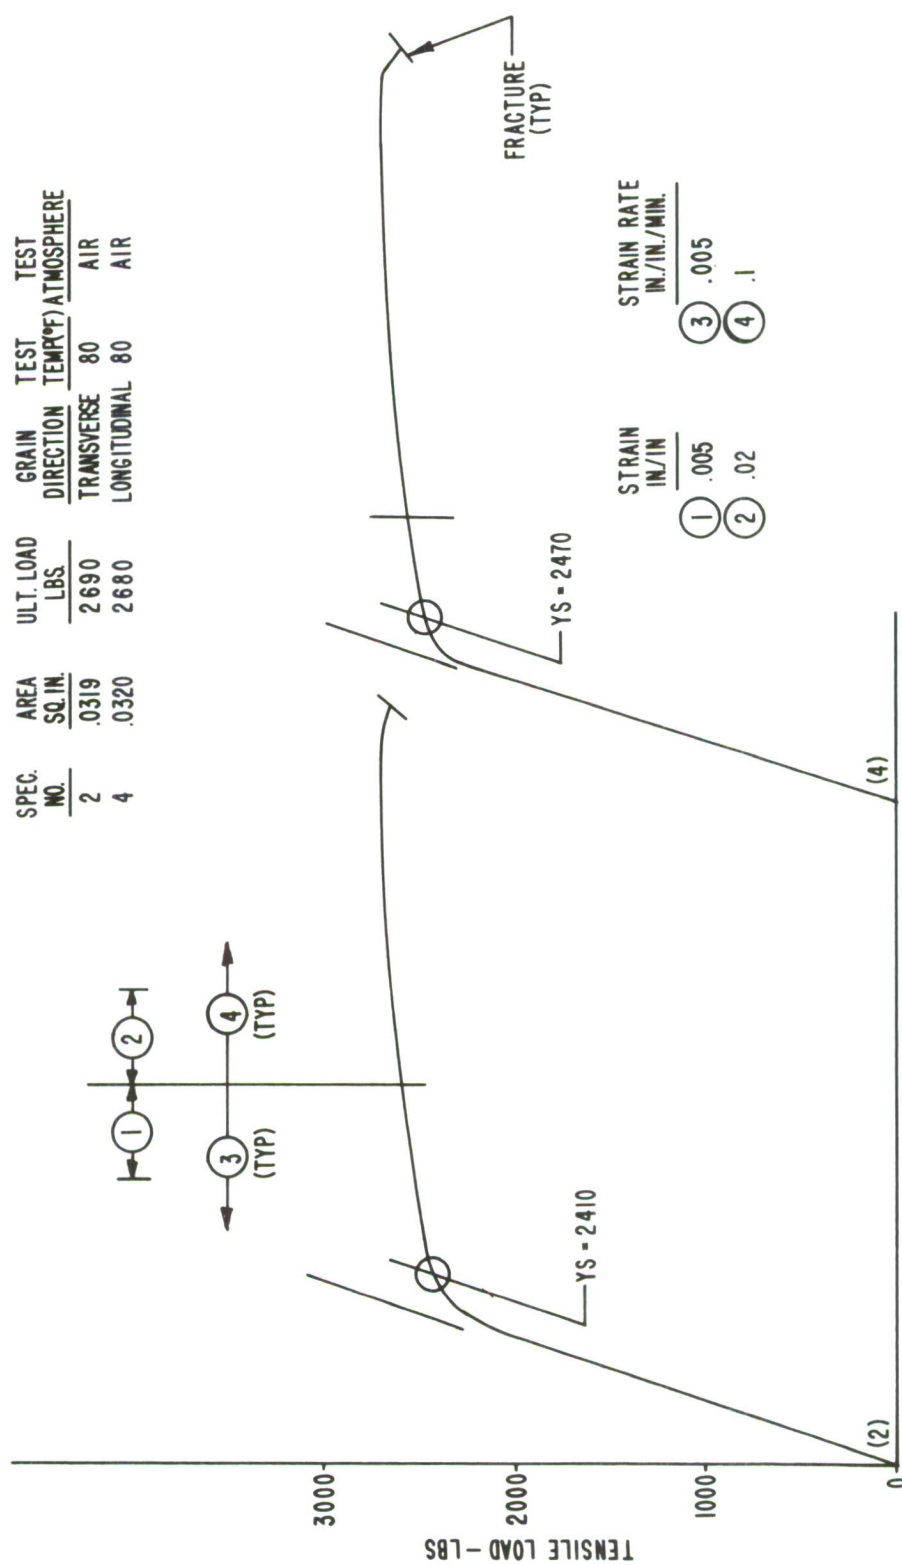 SPEC. AREA ULT. LOAD GRAIN TEST TEST
NO. SQ. IN. LBS. DIRECTION TEMP(°F) ATMOSPHERE
2 .0319 2690 TRANSVERSE 80 AIR
4 .0320 2680 LONGITUDINAL 80 AIR
1 2
3 4
(TYP) (TYP)
3000
2000
1000
0
TENSILE LOAD - LBS
YS = 2410
YS = 2470
FRACTURE
(TYP)
STRAIN
IN./IN
1 .005
2 .02
STRAIN RATE
IN./IN./MIN.
3 .005
4 .1
(2)
(4)